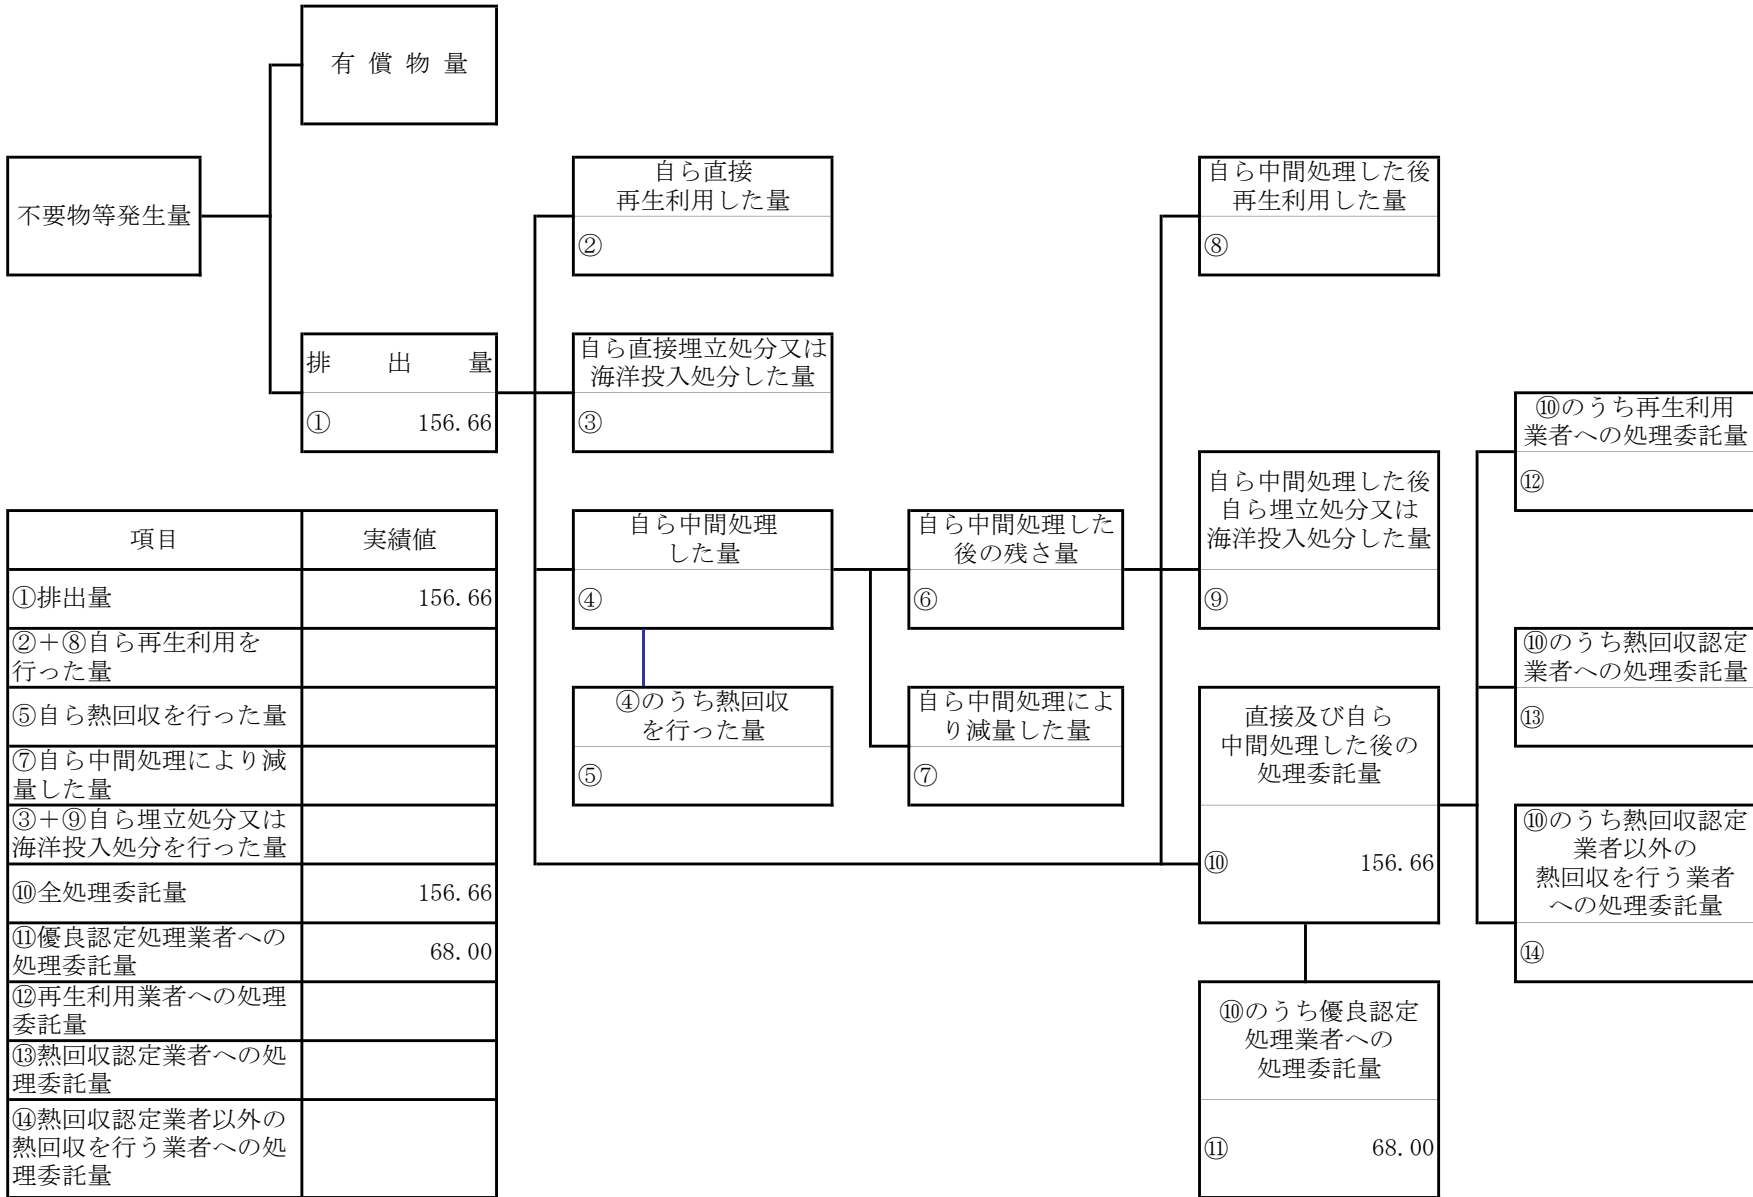 有 償 物 量
不要物等発生量
自ら直接
再生利用した量
②
自ら中間処理した後
再生利用した量
⑧
排 出 量
① 156.66
自ら直接埋立処分又は
海洋投入処分した量
③
⑩のうち再生利用
業者への処理委託量
⑫
自ら中間処理した後
自ら埋立処分又は
海洋投入処分した量
⑨
自ら中間処理
した量
④
自ら中間処理した
後の残さ量
⑥
⑩のうち熱回収認定
業者への処理委託量
⑬
④のうち熱回収
を行った量
⑤
自ら中間処理によ
り減量した量
⑦
直接及び自ら
中間処理した後の
処理委託量
⑩ 156.66
⑩のうち熱回収認定
業者以外の
熱回収を行う業者
への処理委託量
⑭
⑩のうち優良認定
処理業者への
処理委託量
⑪ 68.00
項目 実績値
①排出量 156.66
②＋⑧自ら再生利用を
行った量
⑤自ら熱回収を行った量
⑦自ら中間処理により減
量した量
③＋⑨自ら埋立処分又は
海洋投入処分を行った量
⑩全処理委託量 156.66
⑪優良認定処理業者への
処理委託量 68.00
⑫再生利用業者への処理
委託量
⑬熱回収認定業者への処
理委託量
⑭熱回収認定業者以外の
熱回収を行う業者への処
理委託量